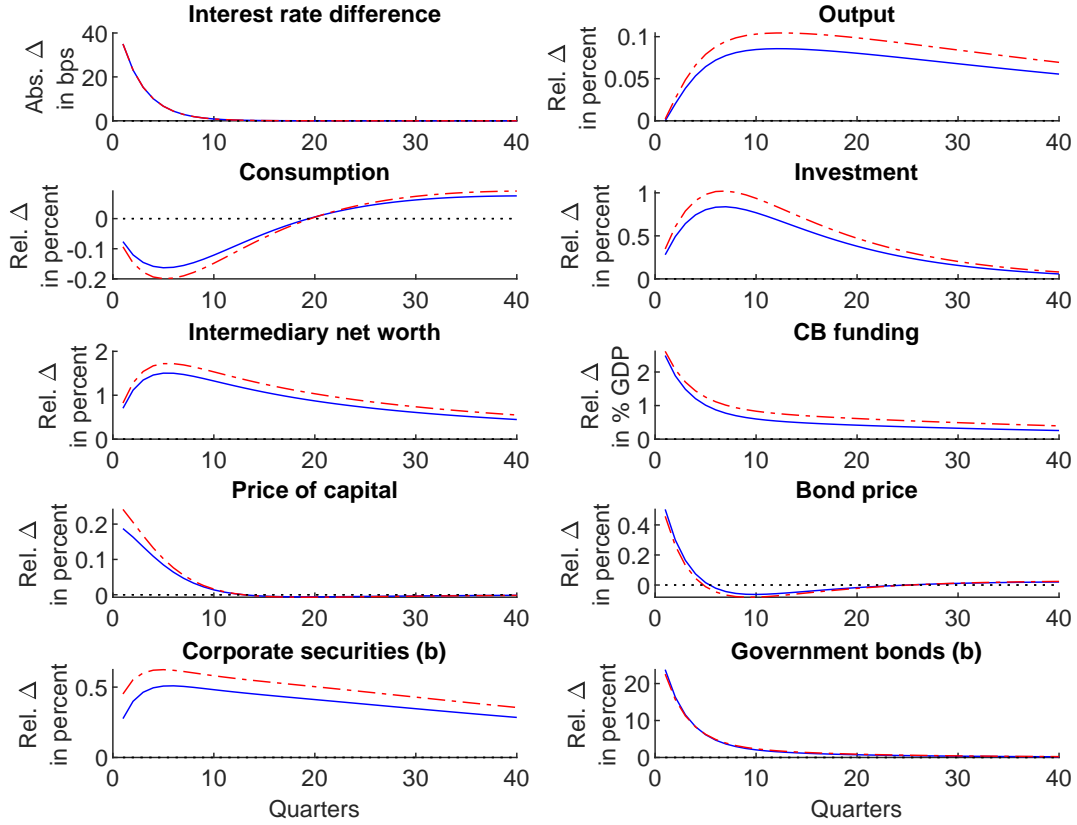 Interest rate difference
Abs. Δ
in bps
40
20
0
0 10 20 30 40
Output
Rel. Δ
in percent
0.1
0.05
0
0 10 20 30 40
Consumption
Rel. Δ
in percent
0
-0.1
-0.2
0 10 20 30 40
Investment
Rel. Δ
in percent
1
0.5
0
0 10 20 30 40
Intermediary net worth
Rel. Δ
in percent
2
1
0
0 10 20 30 40
CB funding
Rel. Δ
in % GDP
2
1
0
0 10 20 30 40
Price of capital
Rel. Δ
in percent
0.2
0.1
0
0 10 20 30 40
Bond price
Rel. Δ
in percent
0.4
0.2
0
0 10 20 30 40
Corporate securities (b)
Rel. Δ
in percent
0.5
0
0 10 20 30 40
Quarters
Government bonds (b)
Rel. Δ
in percent
20
10
0
0 10 20 30 40
Quarters